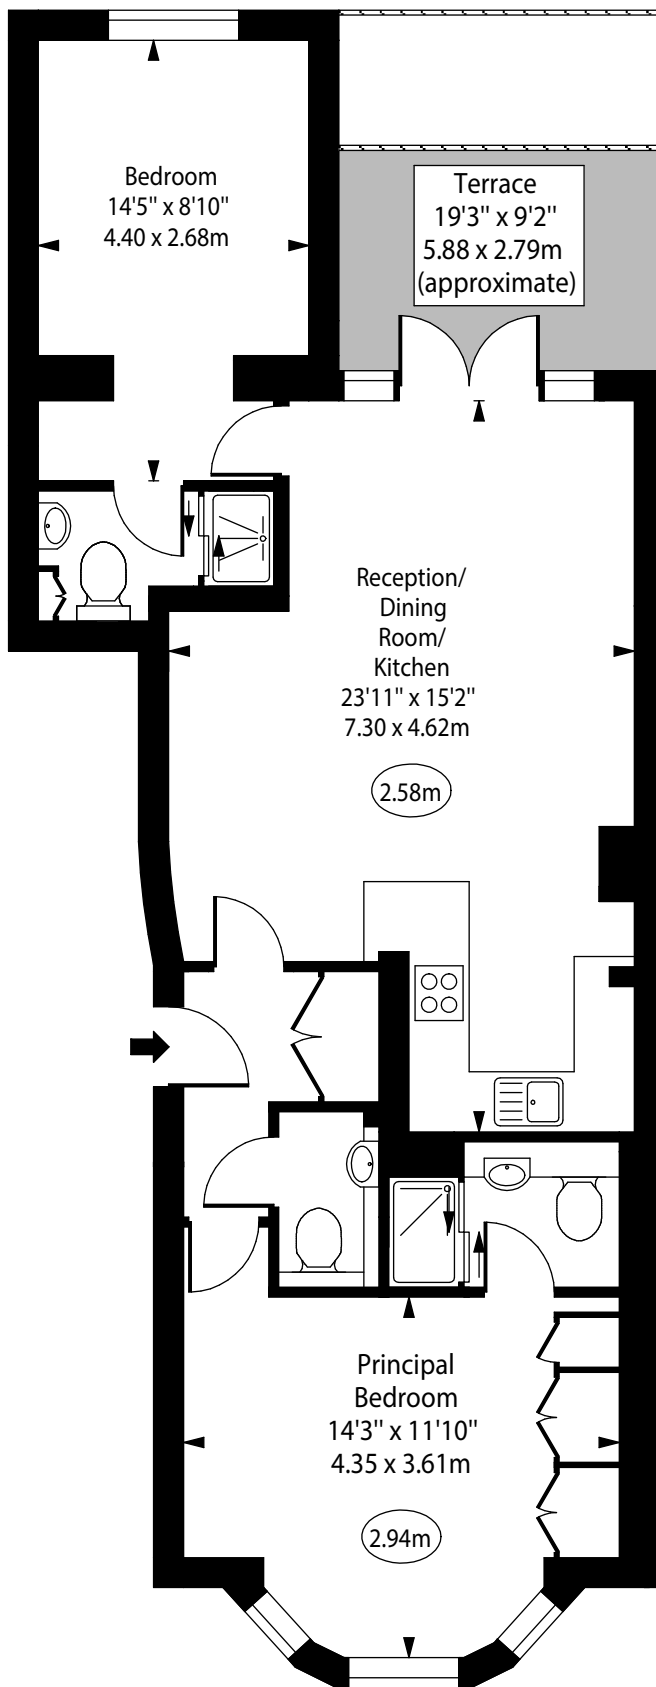 Bedroom
14'5" x 8'10"
4.40 x 2.68m
Terrace
19'3" x 9'2"
5.88 x 2.79m
(approximate)
Reception/
Dining
Room/
Kitchen
23'11" x 15'2"
7.30 x 4.62m
2.58m
Principal
Bedroom
14'3" x 11'10"
4.35 x 3.61m
2.94m